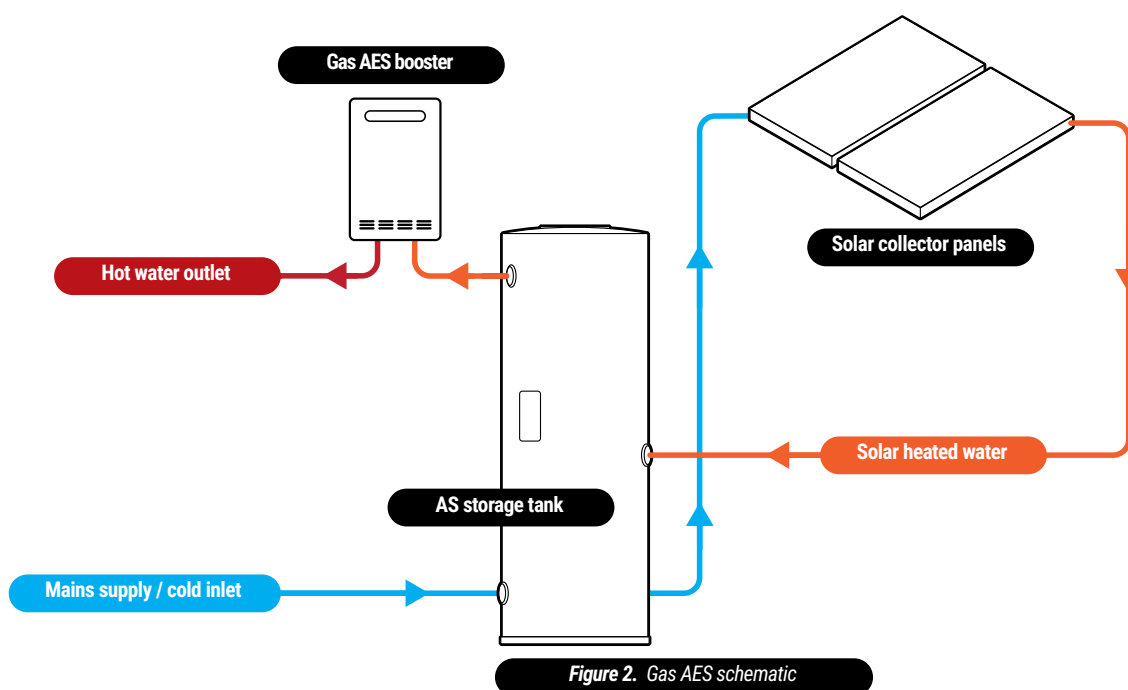 Gas AES booster
Solar collector panels
Hot water outlet
Solar heated water
AS storage tank
Mains supply / cold inlet
Figure 2. Gas AES schematic